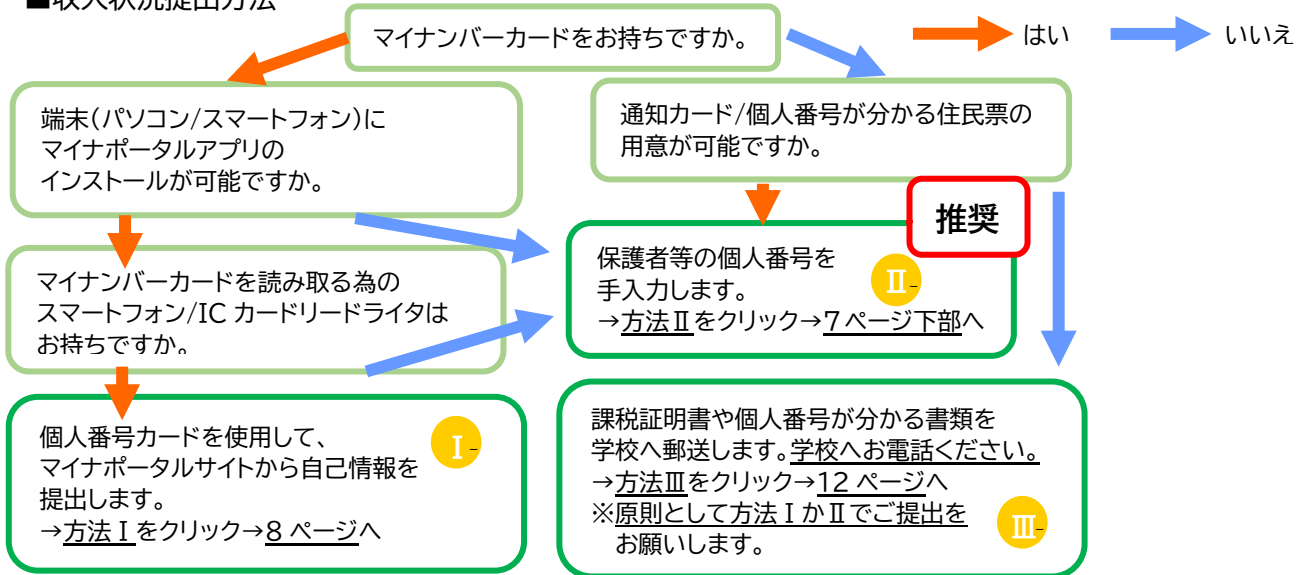 ■収入状況提出方法
マイナンバーカードをお持ちですか。
はい
いいえ
端末(パソコン/スマートフォン)に
マイナポータルアプリの
インストールが可能ですか。
通知カード/個人番号が分かる住民票の
用意が可能ですか。
推奨
マイナンバーカードを読み取る為の
スマートフォン/IC カードリードライタは
お持ちですか。
保護者等の個人番号を
手入力します。
→方法Ⅱをクリック→7ページ下部へ
Ⅱ
個人番号カードを使用して、
マイナポータルサイトから自己情報を
提出します。
→方法Ⅰをクリック→8ページへ
Ⅰ
課税証明書や個人番号が分かる書類を
学校へ郵送します。学校へお電話ください。
→方法Ⅲをクリック→12 ページへ
※原則として方法ⅠかⅡでご提出を
お願いします。
Ⅲ